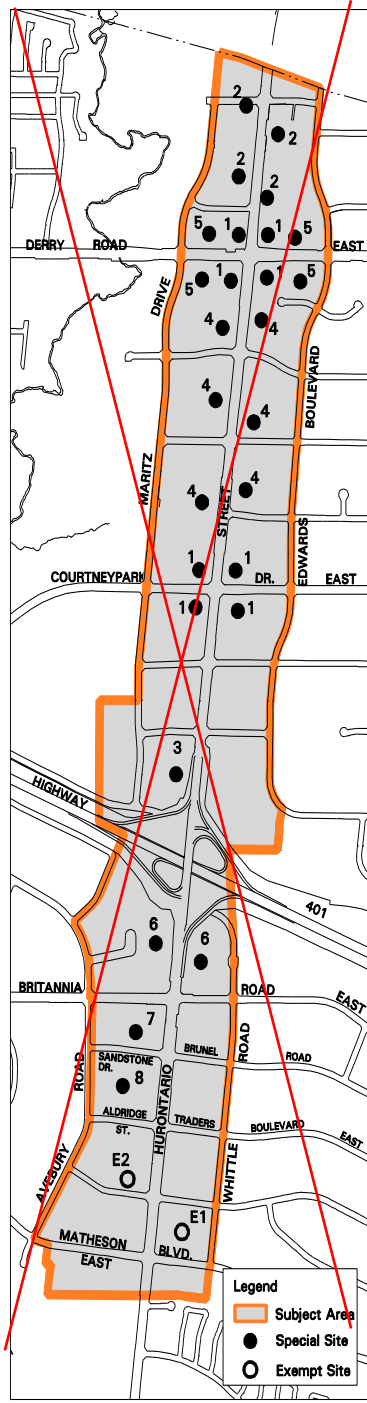 2
2
2
2
5 1 1 5
DERRY ROAD EAST
5 1 1 5
DRIVE
4 4
BOULEVARD
4
4
MARITZ
4 4
STREET
EDWARDS
1 1
COURTNEYPARK DR. EAST
1 1
3
HIGHWAY
401
6 6
BRITANNIA ROAD EAST
7
ROAD
BRUNEL ROAD
SANDSTONE
DR.
ROAD
8
HURONTARIO
ALDRIDGE
ST.
TRADERS BOULEVARD EAST
AVEBURY
E2
WHITTLE
E1
MATHESON BLVD.
EAST
Legend
Subject Area
Special Site
Exempt Site